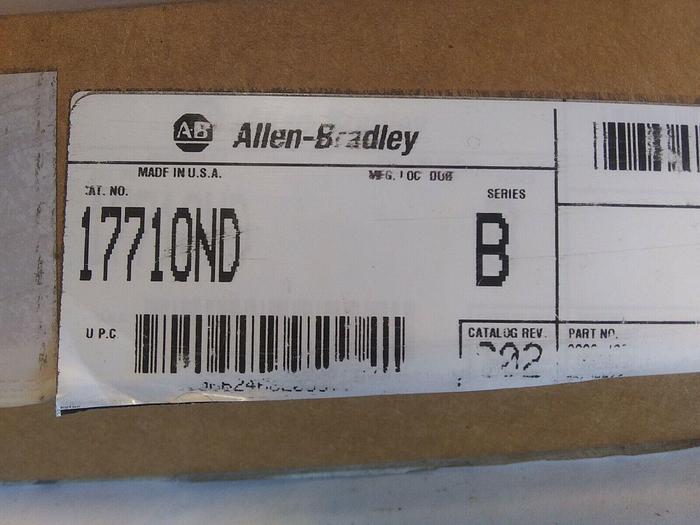 AB Allen-Bradley
MADE IN U.S.A.
MFG. LOC DUB
CAT. NO.
SERIES
1771OND
B
U P.C
CATALOG REV.
PART NO.